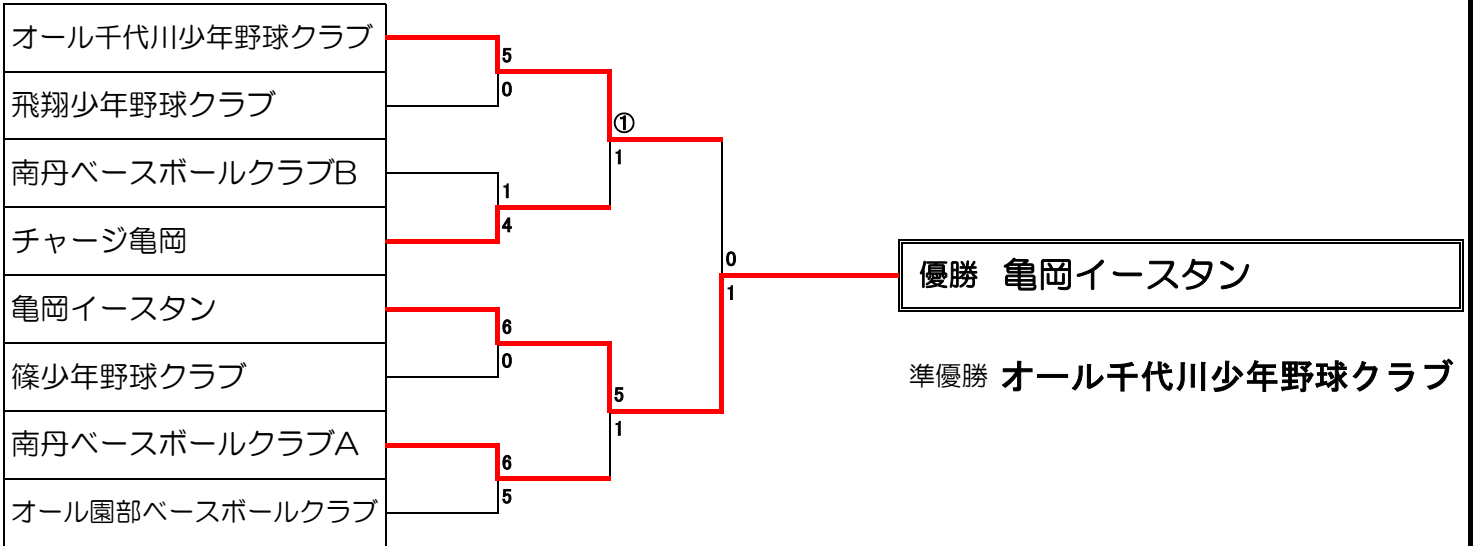 オール千代川少年野球クラブ
5
0
飛翔少年野球クラブ
①
1
南丹ベースボールクラブB
1
4
チャージ亀岡
0
1
優勝 亀岡イースタン
亀岡イースタン
6
0
篠少年野球クラブ
5
1
準優勝 オール千代川少年野球クラブ
南丹ベースボールクラブA
6
5
オール園部ベースボールクラブ